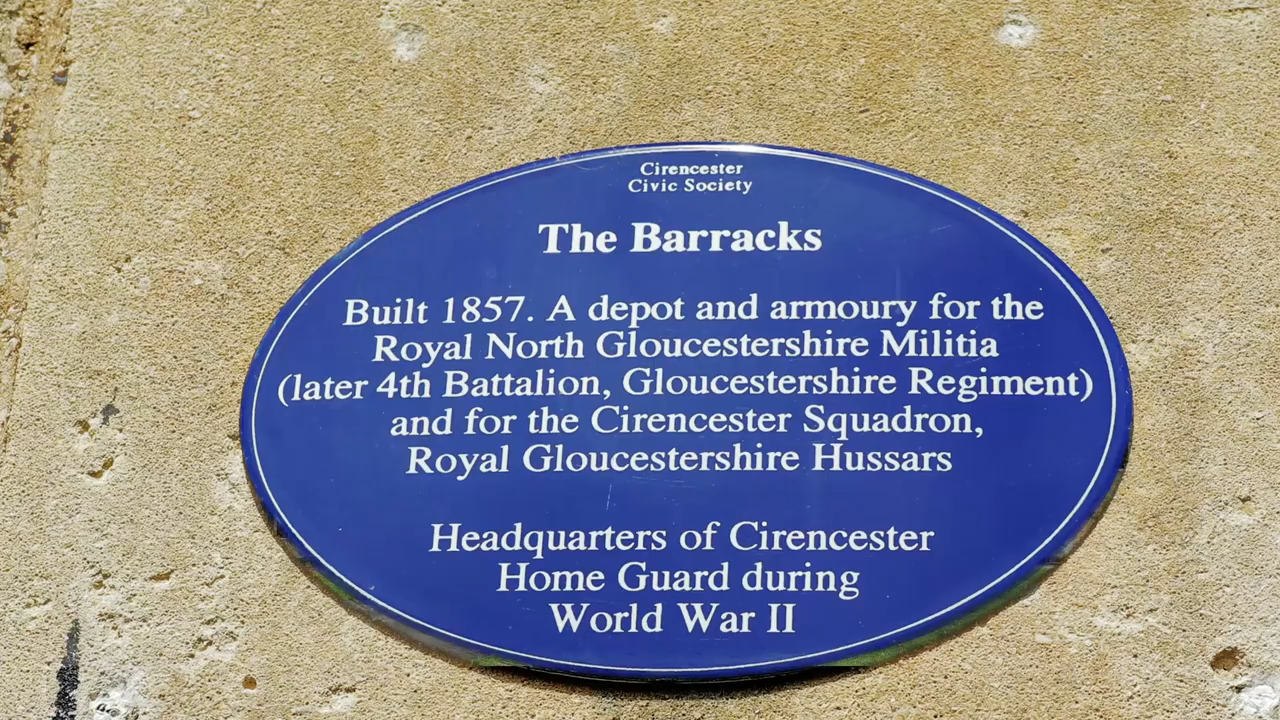 Cirencester
Civic Society
The Barracks
Built 1857. A depot and armoury for the
Royal North Gloucestershire Militia
(later 4th Battalion, Gloucestershire Regiment)
and for the Cirencester Squadron,
Royal Gloucestershire Hussars
Headquarters of Cirencester
Home Guard during
World War II